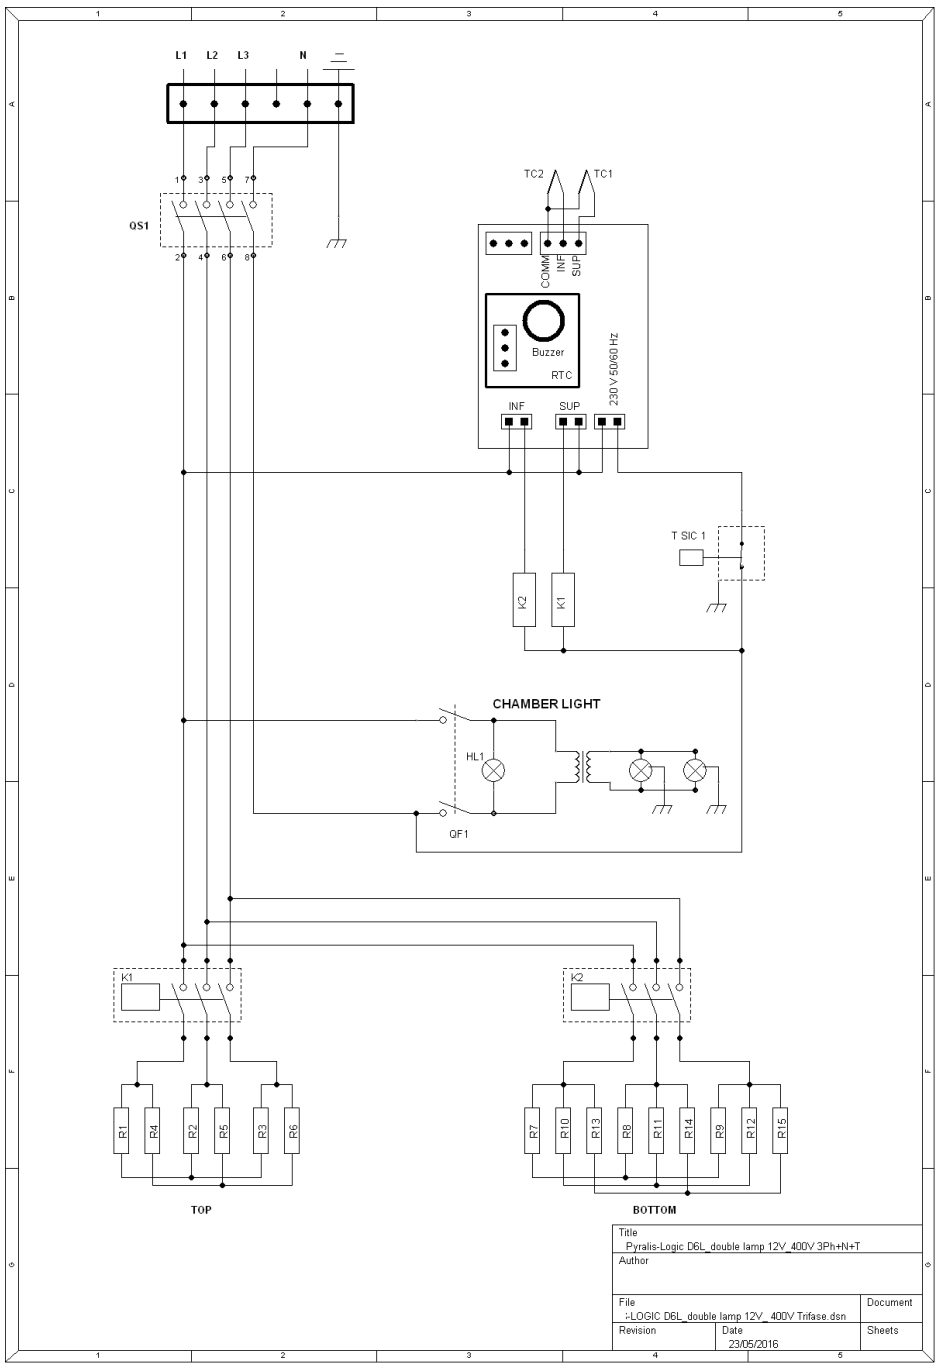 1 2 3 4 5
L1 L2 L3 N
A A
1 3 5 7
TC2 TC1
QS1
2 4 6 8
COMM INF SUP
B B
Buzzer
RTC
230 V 50/60 Hz
INF SUP
C C
T SIC 1
K2 K1
D D
CHAMBER LIGHT
HL1
QF1
E E
K1 K2
F F
R1 R4 R2 R5 R3 R6 R7 R10 R13 R8 R11 R14 R9 R12 R15
TOP BOTTOM
Title
Pyralis-Logic D6L_double lamp 12V_400V 3Ph+N+T
Author
G G
File Document
:-LOGIC D6L_double lamp 12V_ 400V Trifase.dsn
Revision Date Sheets
23/05/2016
1 2 3 4 5